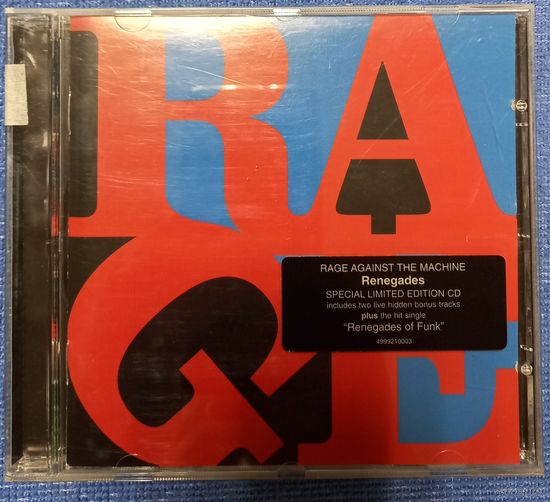 RA
GE
RAGE AGAINST THE MACHINE
Renegades
SPECIAL LIMITED EDITION CD
includes two live hidden bonus tracks
plus the hit single
“Renegades of Funk”
4999210003